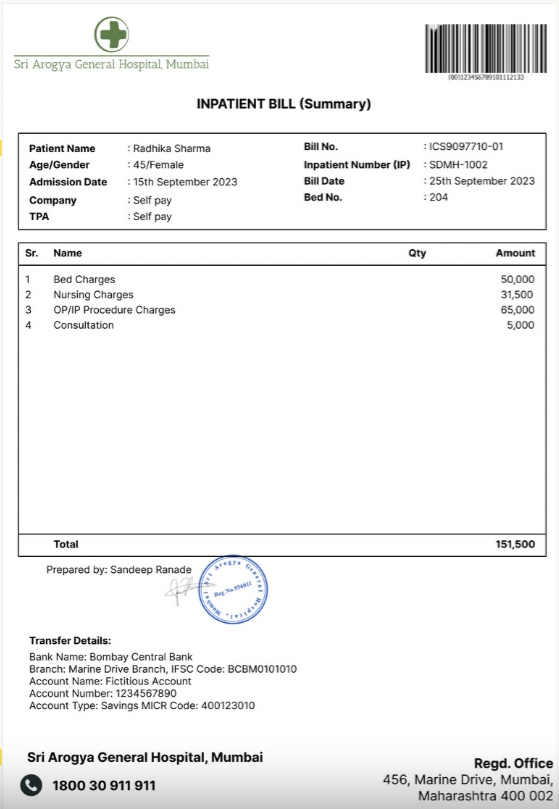 Sri Arogya General Hospital, Mumbai
(00)123456789101112133
INPATIENT BILL (Summary)
Patient Name : Radhika Sharma
Age/Gender : 45/Female
Admission Date : 15th September 2023
Company : Self pay
TPA : Self pay
Bill No. : ICS9097710-01
Inpatient Number (IP) : SDMH-1002
Bill Date : 25th September 2023
Bed No. : 204
Sr. Name Qty Amount
1 Bed Charges 50,000
2 Nursing Charges 31,500
3 OP/IP Procedure Charges 65,000
4 Consultation 5,000
Total 151,500
Prepared by: Sandeep Ranade
Sri Arogya General Hospital, Mumbai
Reg No.556011
Transfer Details:
Bank Name: Bombay Central Bank
Branch: Marine Drive Branch, IFSC Code: BCBM0101010
Account Name: Fictitious Account
Account Number: 1234567890
Account Type: Savings MICR Code: 400123010
Sri Arogya General Hospital, Mumbai
1800 30 911 911
Regd. Office
456, Marine Drive, Mumbai,
Maharashtra 400 002